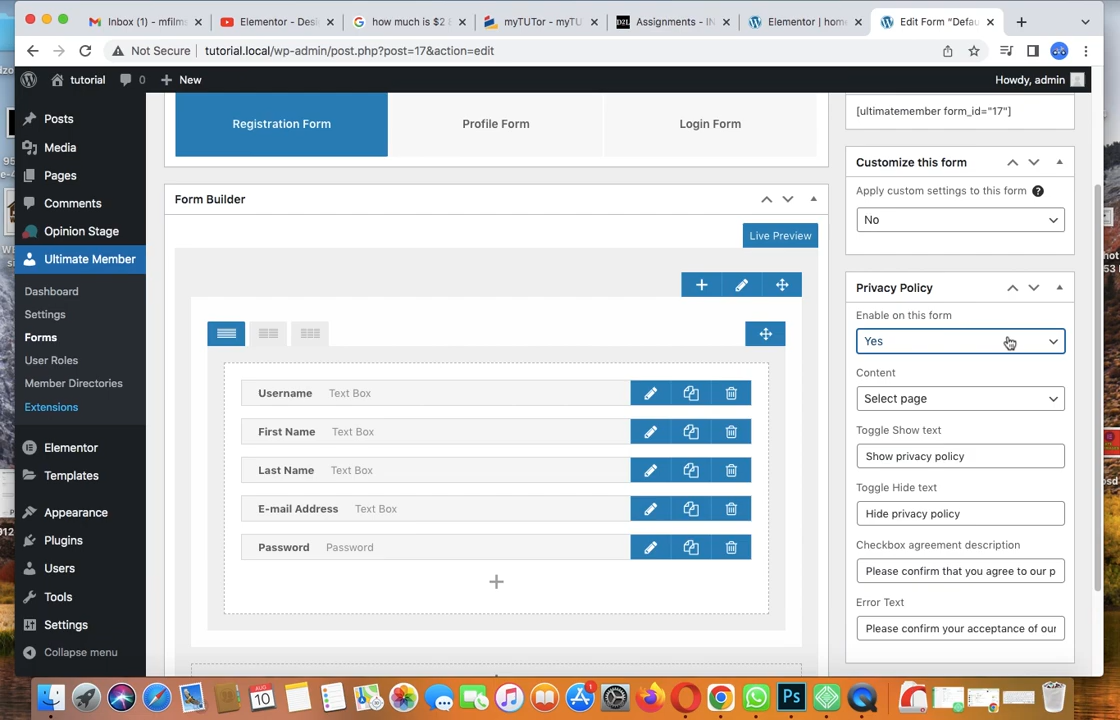 Inbox (1) - mfilms
Elementor - Desi
how much is $2 b
myTUTor - myTU
Assignments - IN
Elementor | home
Edit Form "Defau
Not Secure
tutorial.local/wp-admin/post.php?post=17&action=edit
tutorial
0
New
Howdy, admin
Posts
Media
Pages
Comments
Opinion Stage
Ultimate Member
Dashboard
Settings
Forms
User Roles
Member Directories
Extensions
Elementor
Templates
Appearance
Plugins
Users
Tools
Settings
Collapse menu
Registration Form
Profile Form
Login Form
Form Builder
Live Preview
Username Text Box
First Name Text Box
Last Name Text Box
E-mail Address Text Box
Password Password
[ultimatemember form_id="17"]
Customize this form
Apply custom settings to this form ?
No
Privacy Policy
Enable on this form
Yes
Content
Select page
Toggle Show text
Show privacy policy
Toggle Hide text
Hide privacy policy
Checkbox agreement description
Please confirm that you agree to our p
Error Text
Please confirm your acceptance of our
AUG
10
1
Ps